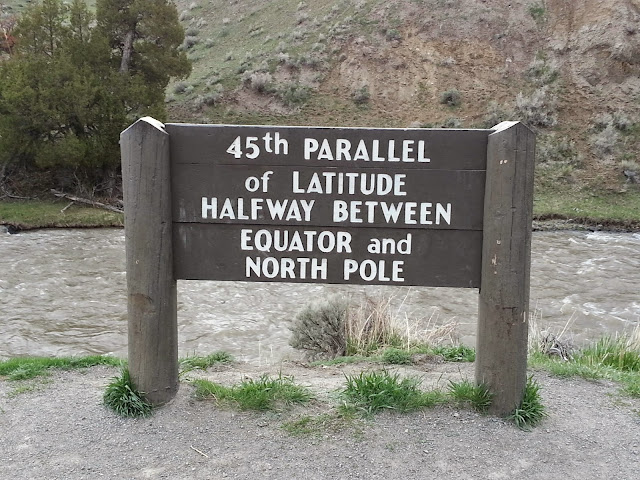 45th PARALLEL
of LATITUDE
HALFWAY BETWEEN
EQUATOR and
NORTH POLE